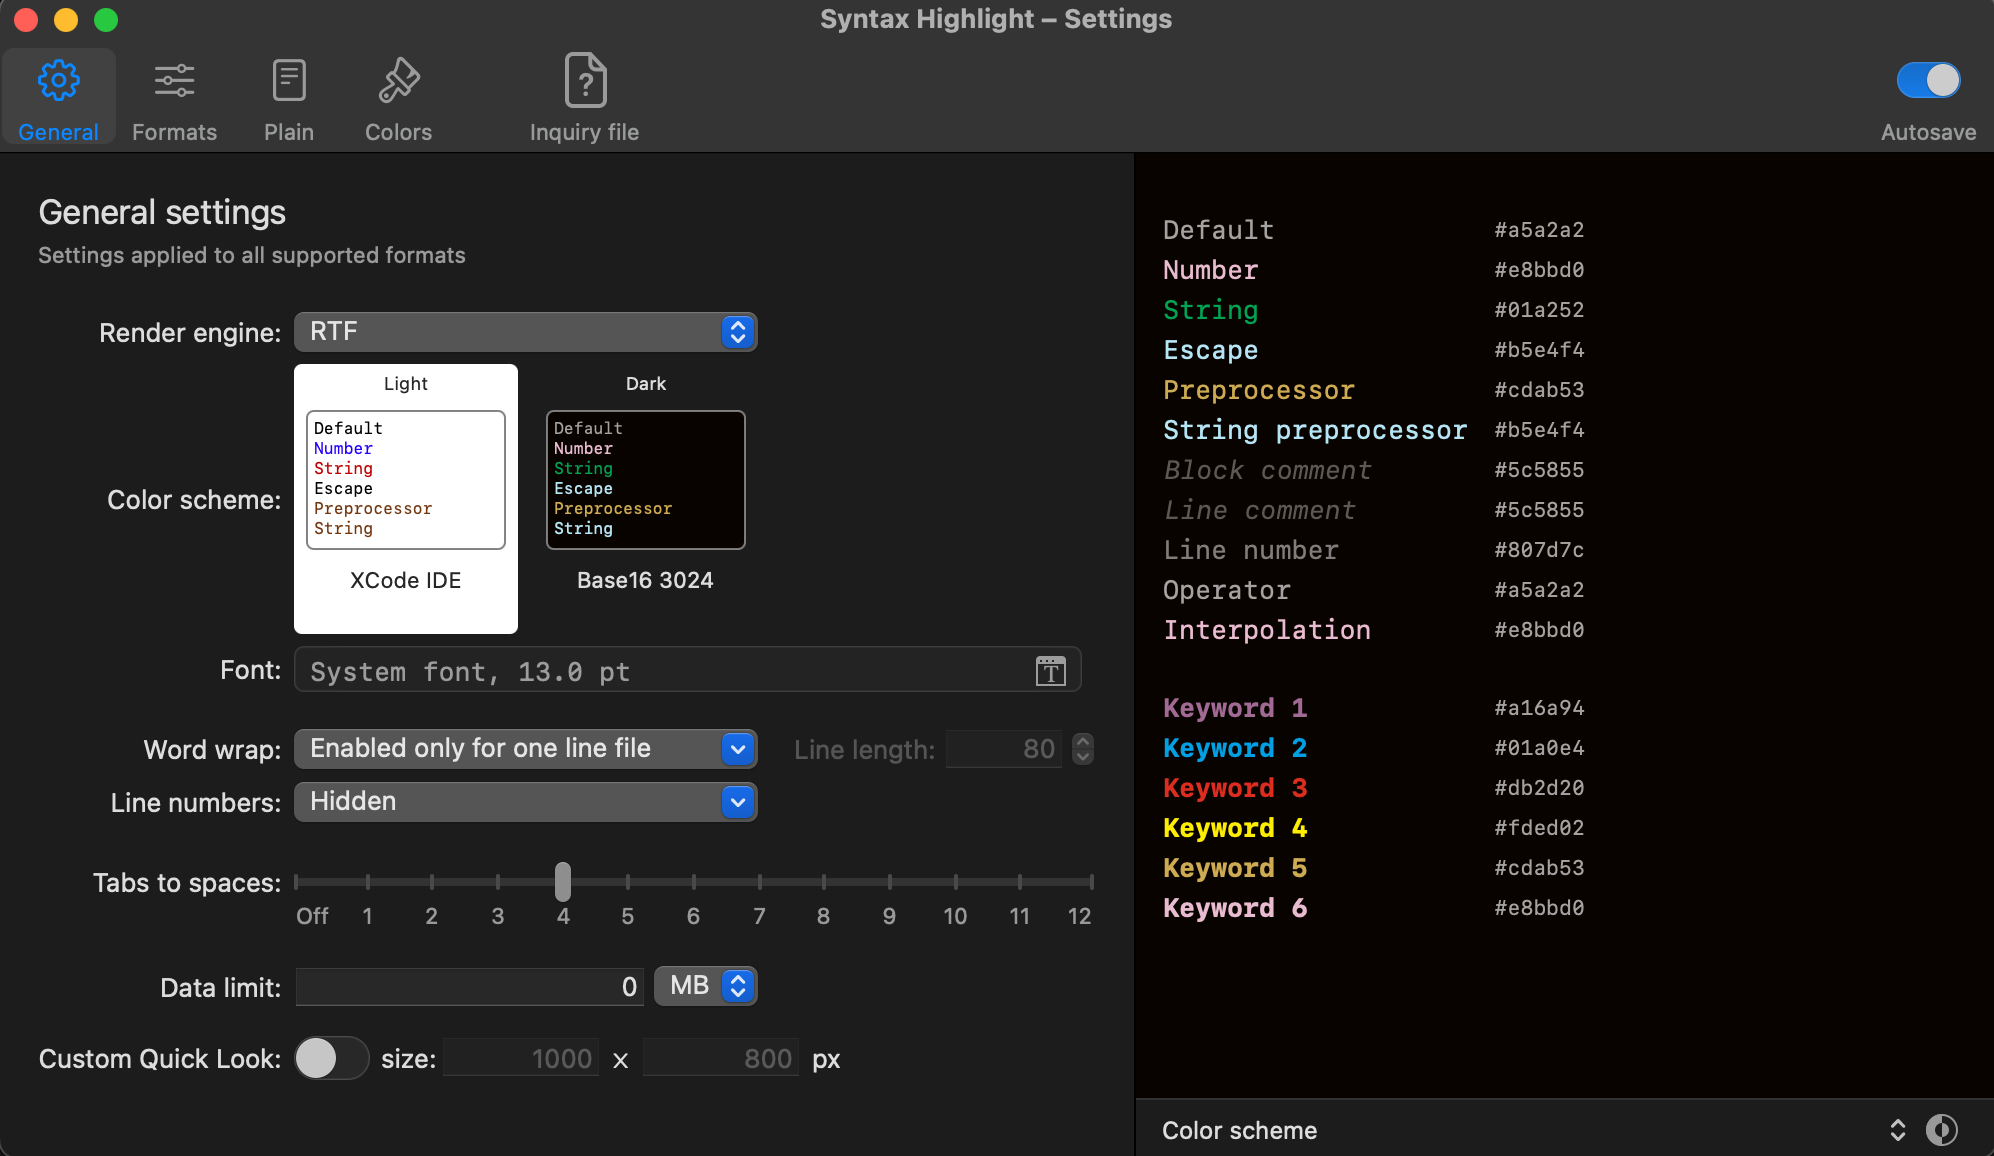 Syntax Highlight – Settings
General
Formats
Plain
Colors
Inquiry file
Autosave
General settings
Settings applied to all supported formats
Render engine: RTF
Color scheme:
Light
Default
Number
String
Escape
Preprocessor
String
XCode IDE
Dark
Default
Number
String
Escape
Preprocessor
String
Base16 3024
Font: System font, 13.0 pt
Word wrap: Enabled only for one line file Line length: 80
Line numbers: Hidden
Tabs to spaces:
Off 1 2 3 4 5 6 7 8 9 10 11 12
Data limit: 0 MB
Custom Quick Look: size: 1000 x 800 px
Default #a5a2a2
Number #e8bbd0
String #01a252
Escape #b5e4f4
Preprocessor #cdab53
String preprocessor #b5e4f4
Block comment #5c5855
Line comment #5c5855
Line number #807d7c
Operator #a5a2a2
Interpolation #e8bbd0
Keyword 1 #a16a94
Keyword 2 #01a0e4
Keyword 3 #db2d20
Keyword 4 #fded02
Keyword 5 #cdab53
Keyword 6 #e8bbd0
Color scheme